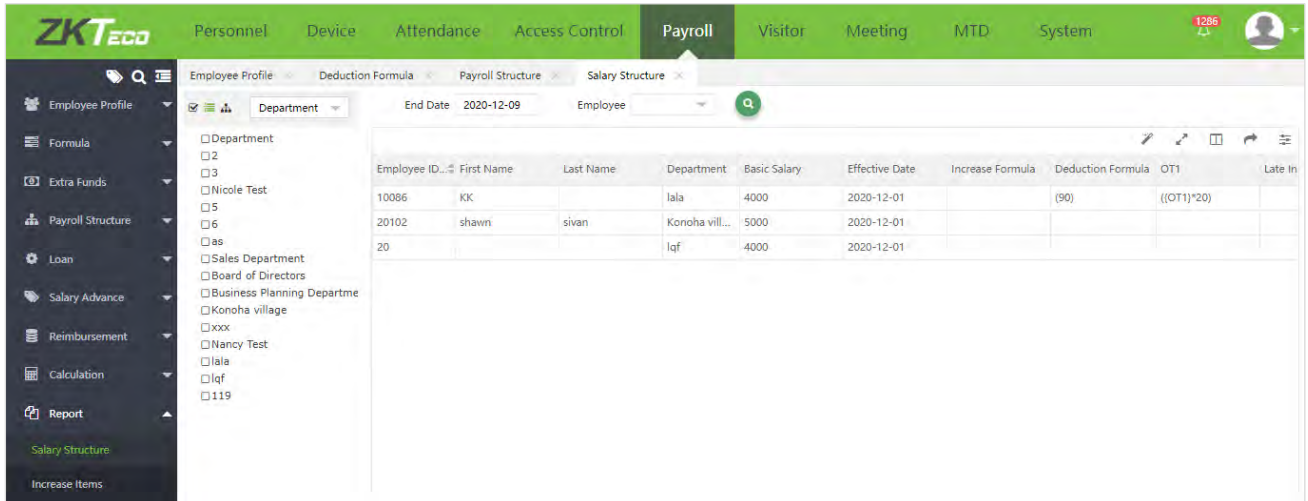 ZKTECO Personnel Device Attendance Access Control Payroll Visitor Meeting MTD System 1286
Employee Profile Deduction Formula Payroll Structure Salary Structure
Department End Date 2020-12-09 Employee
Employee Profile
Formula
Extra Funds
Payroll Structure
Loan
Salary Advance
Reimbursement
Calculation
Report
Salary Structure
Increase Items
Department
2
3
Nicole Test
5
6
as
Sales Department
Board of Directors
Business Planning Departme
Konoha village
xxx
Nancy Test
lala
lqf
119
Employee ID... First Name Last Name Department Basic Salary Effective Date Increase Formula Deduction Formula OT1 Late In
10086 KK lala 4000 2020-12-01 (90) ((OT1)*20)
20102 shawn sivan Konoha vill... 5000 2020-12-01
20 lqf 4000 2020-12-01